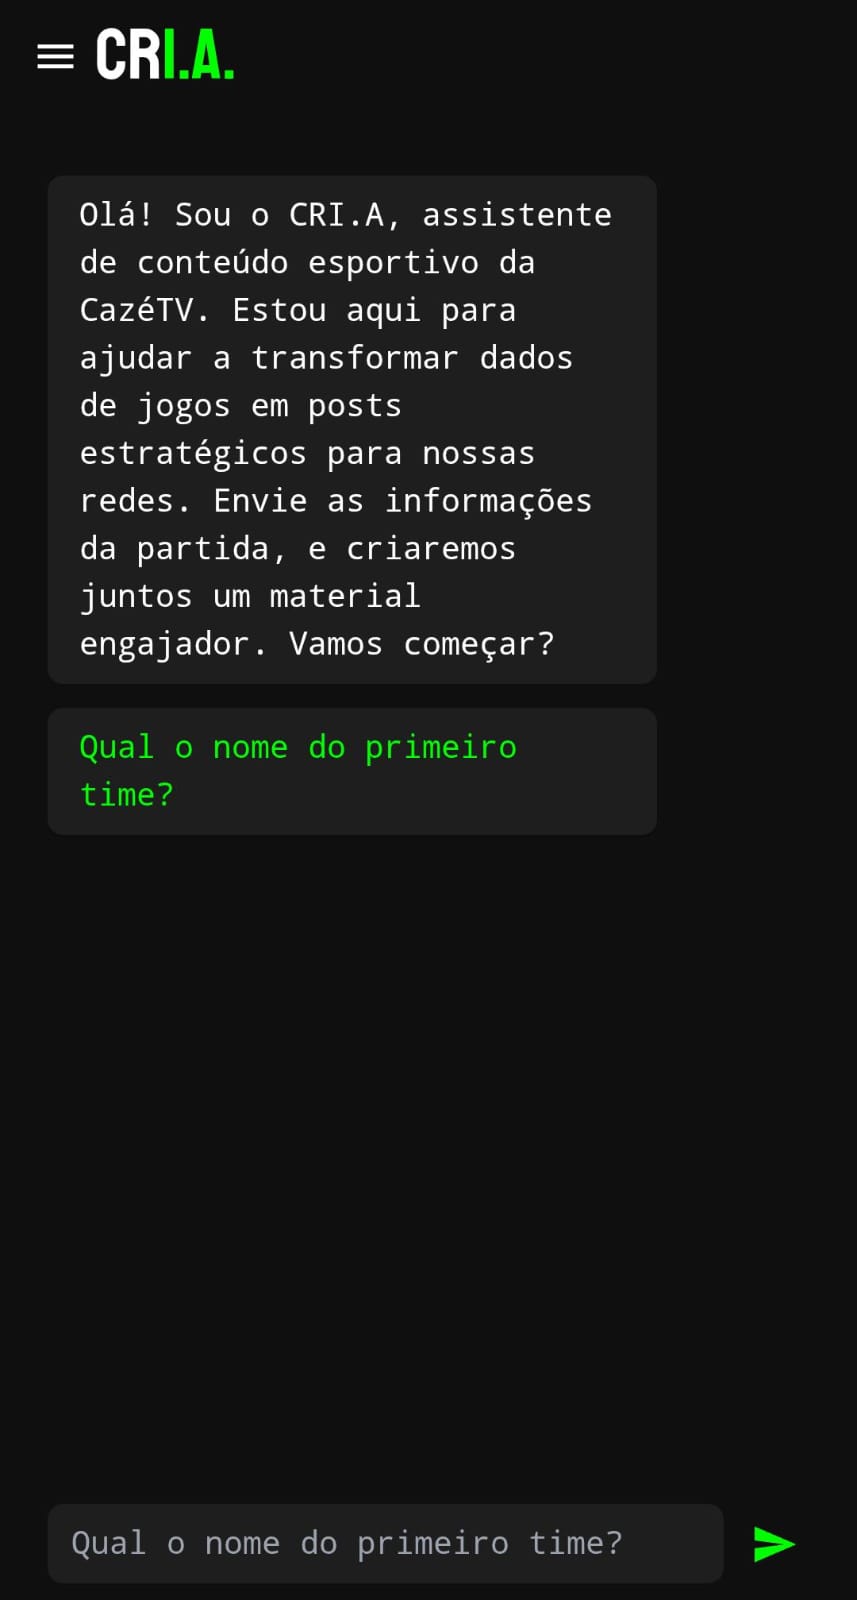 CRI.A.
Olá! Sou o CRI.A, assistente
de conteúdo esportivo da
CazéTV. Estou aqui para
ajudar a transformar dados
de jogos em posts
estratégicos para nossas
redes. Envie as informações
da partida, e criaremos
juntos um material
engajador. Vamos começar?
Qual o nome do primeiro
time?
Qual o nome do primeiro time?